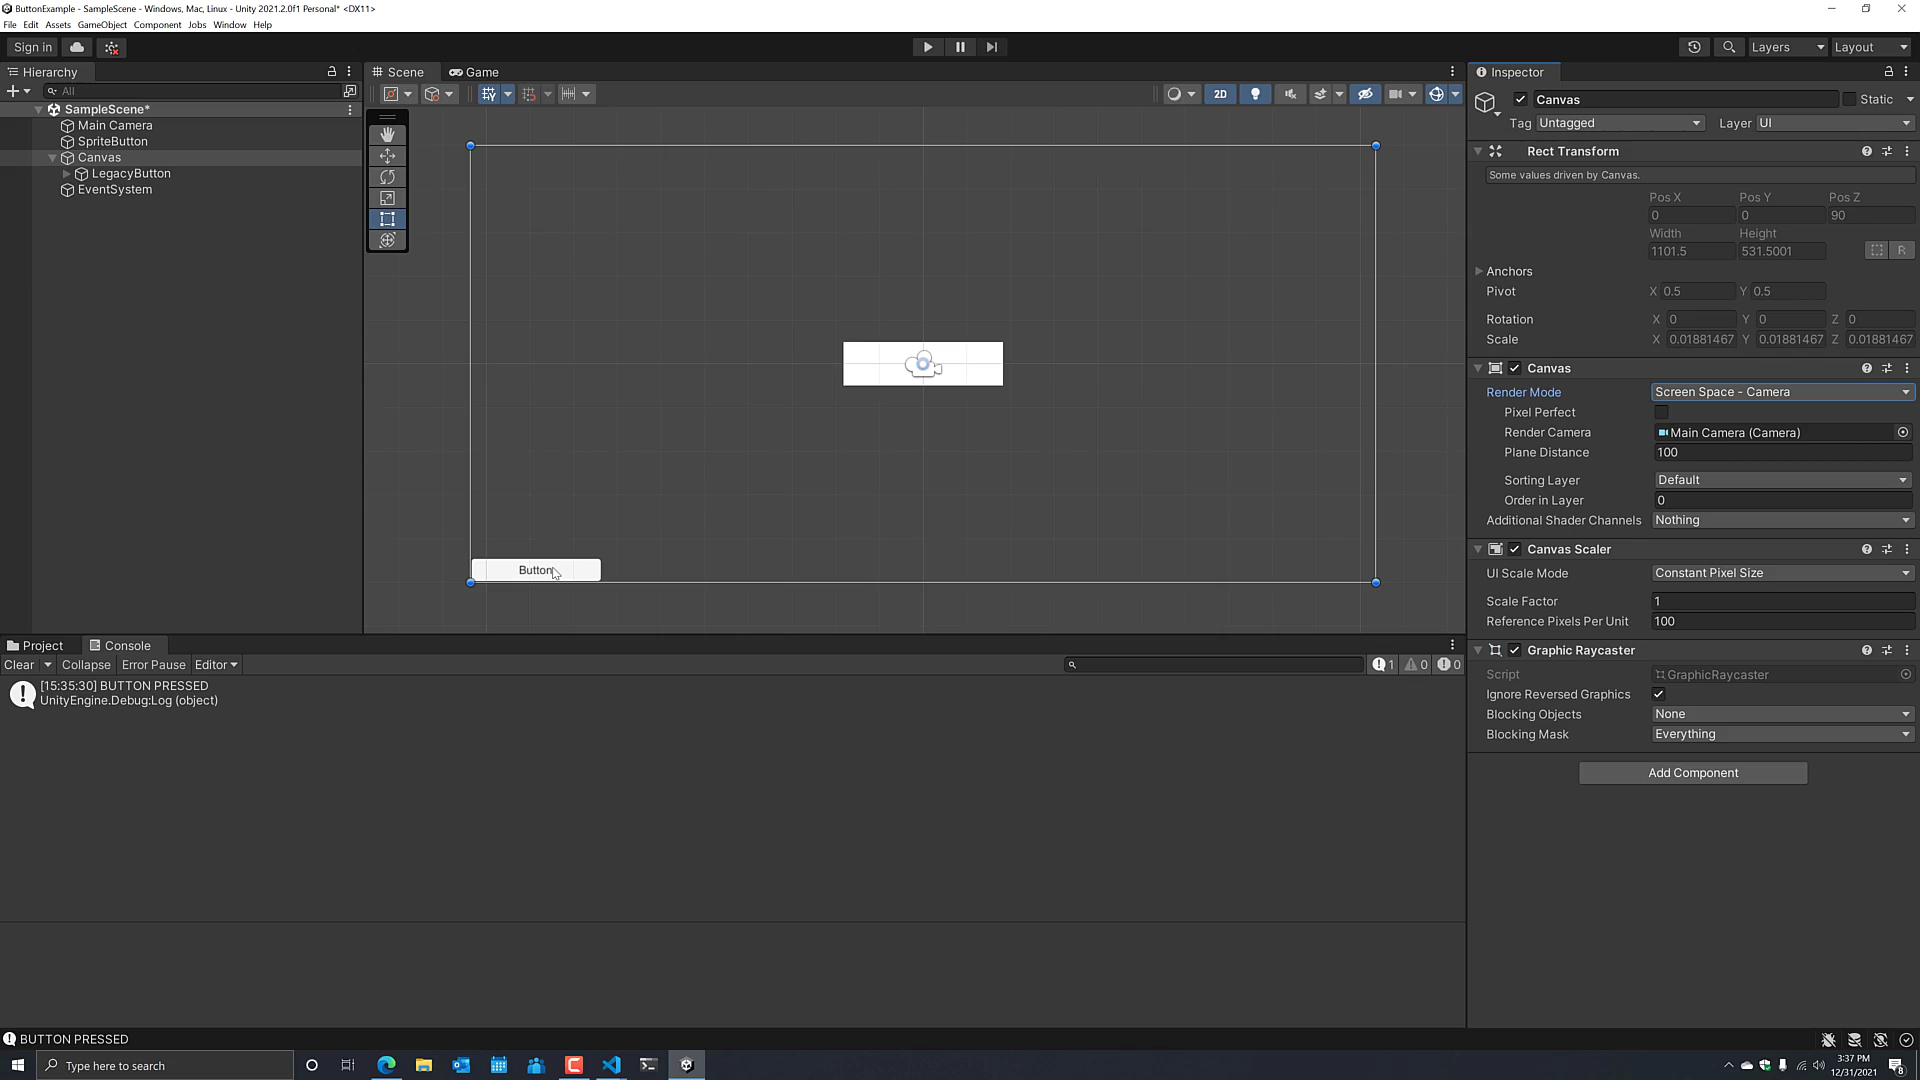 ButtonExample - SampleScene - Windows, Mac, Linux - Unity 2021.2.0f1 Personal* <DX11>
File Edit Assets GameObject Component Jobs Window Help
Sign in
Layers
Layout
Hierarchy
All
SampleScene*
Main Camera
SpriteButton
Canvas
LegacyButton
EventSystem
Scene
Game
2D
Button
Inspector
Canvas
Static
Tag Untagged
Layer UI
Rect Transform
Some values driven by Canvas.
Pos X Pos Y Pos Z
0 0 90
Width Height
1101.5 531.5001
R
Anchors
Pivot X 0.5 Y 0.5
Rotation X 0 Y 0 Z 0
Scale X 0.01881467 Y 0.01881467 Z 0.01881467
Canvas
Render Mode Screen Space - Camera
Pixel Perfect
Render Camera Main Camera (Camera)
Plane Distance 100
Sorting Layer Default
Order in Layer 0
Additional Shader Channels Nothing
Canvas Scaler
UI Scale Mode Constant Pixel Size
Scale Factor 1
Reference Pixels Per Unit 100
Graphic Raycaster
Script GraphicRaycaster
Ignore Reversed Graphics
Blocking Objects None
Blocking Mask Everything
Add Component
Project
Console
Clear Collapse Error Pause Editor
1 0 0
[15:35:30] BUTTON PRESSED
UnityEngine.Debug:Log (object)
BUTTON PRESSED
Type here to search
3:37 PM
12/31/2021
8